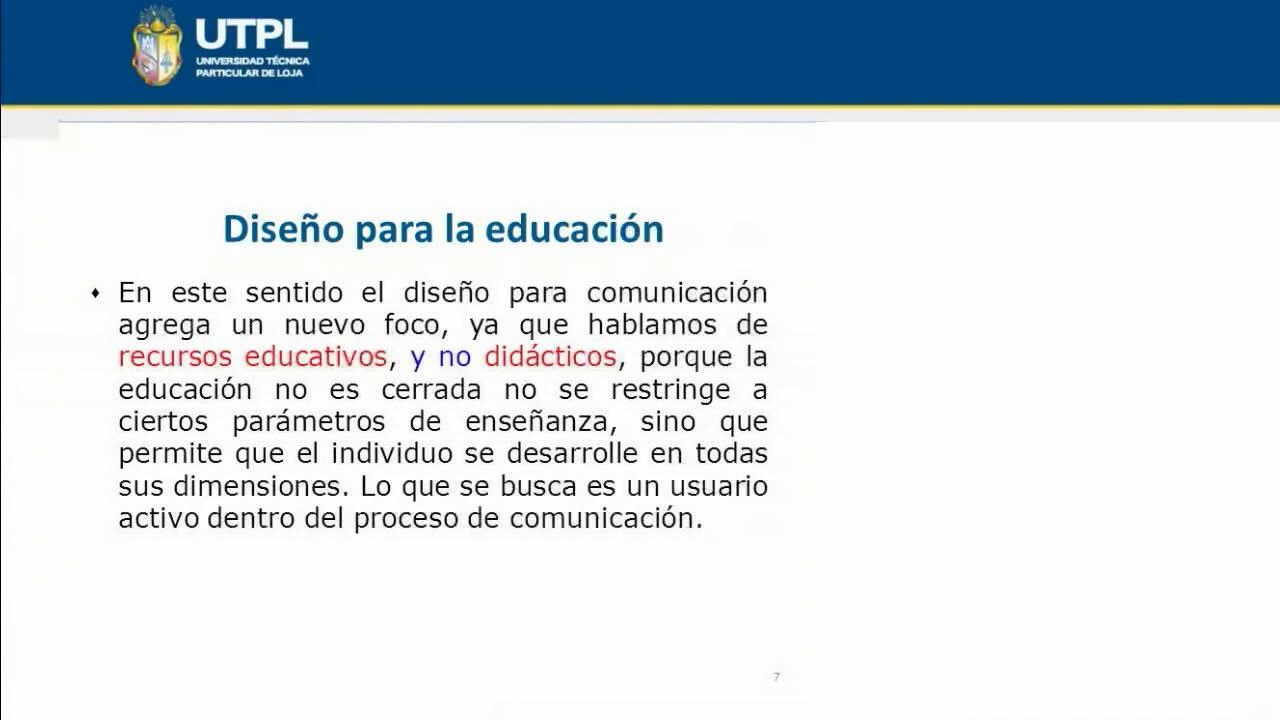 UTPL
UNIVERSIDAD TÉCNICA
PARTICULAR DE LOJA
Diseño para la educación
♦ En este sentido el diseño para comunicación
agrega un nuevo foco, ya que hablamos de
recursos educativos, y no didácticos, porque la
educación no es cerrada no se restringe a
ciertos parámetros de enseñanza, sino que
permite que el individuo se desarrolle en todas
sus dimensiones. Lo que se busca es un usuario
activo dentro del proceso de comunicación.
7